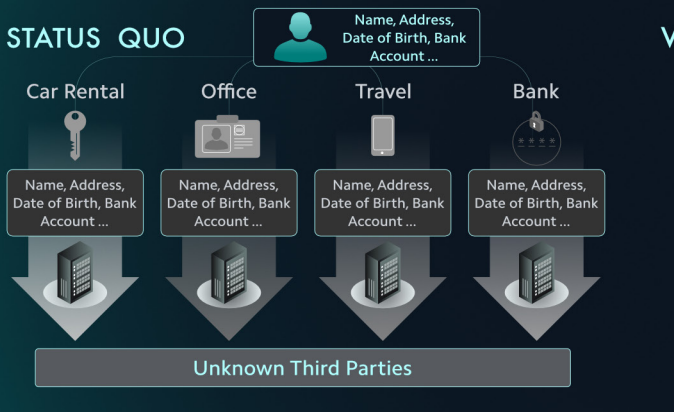 STATUS QUO
Name, Address,
Date of Birth, Bank
Account ...
V
Car Rental
Office
Travel
Bank
* * * *
Name, Address,
Date of Birth, Bank
Account ...
Name, Address,
Date of Birth, Bank
Account ...
Name, Address,
Date of Birth, Bank
Account ...
Name, Address,
Date of Birth, Bank
Account ...
Unknown Third Parties